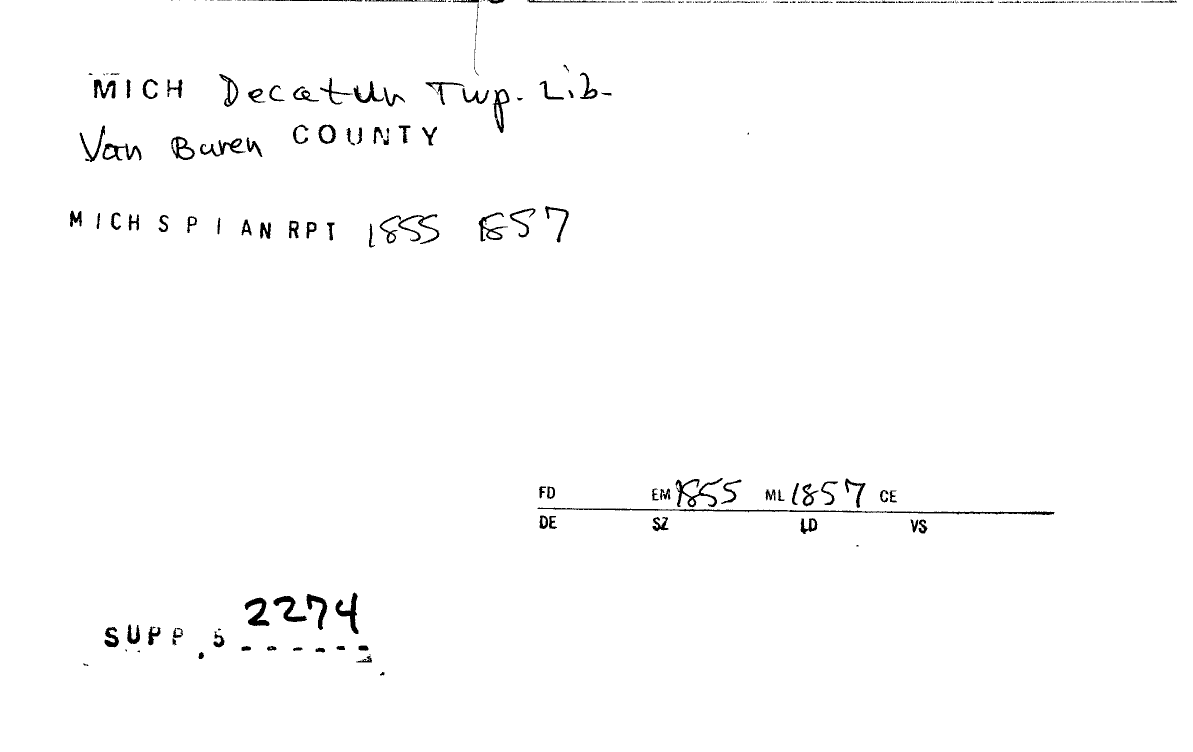 MICH Decatur Twp. Lib.
Van Buren COUNTY
MICH SPI AN RPT 1855 1857
FD EM 1855 ML 1857 CE
DE SZ LD VS
2274
SUPP. 5 ------